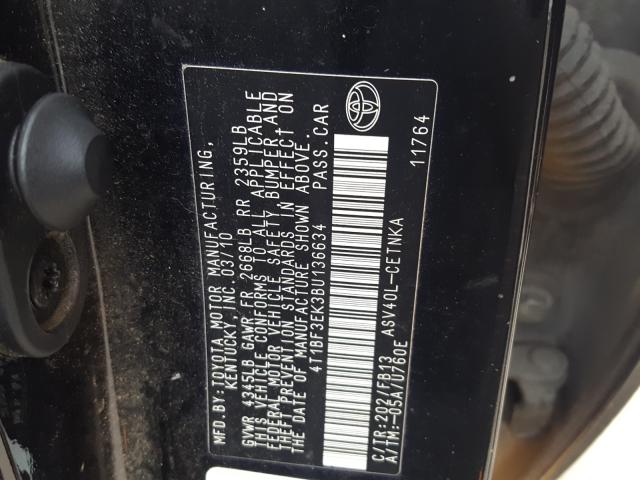 MFD.BY:TOYOTA MOTOR MANUFACTURING,
KENTUCKY, INC. 03/10
GVWR 4345LB GAWR FR 2668LB RR 2359LB
THIS VEHICLE CONFORMS TO ALL APPLICABLE
FEDERAL MOTOR VEHICLE SAFETY BUMPER, AND
THEFT PREVENTION STANDARDS IN EFFECT ON
THE DATE OF MANUFACTURE SHOWN ABOVE.
4T1BF3EK3BU136634 PASS.CAR
C/TR:202/FB13 ASV40L-CETNKA
A/TM:-05A/U760E 11764